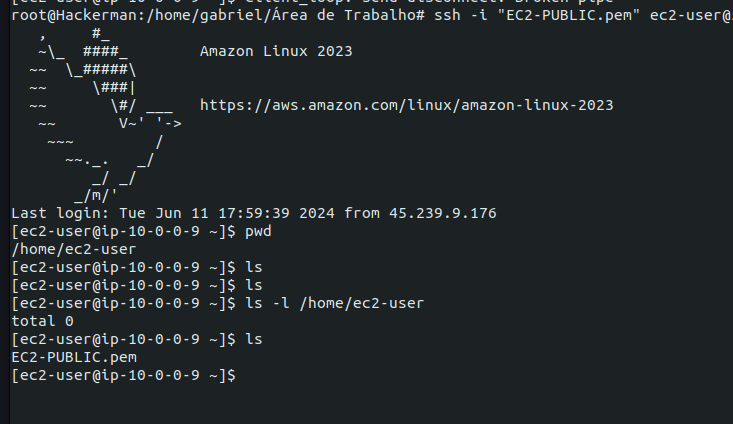 root@Hackerman:/home/gabriel/Área de Trabalho# ssh -i "EC2-PUBLIC.pem" ec2-user@
   ,     #_
   ~\_  ####_        Amazon Linux 2023
  ~~  \_#####\
  ~~     \###|
  ~~       \#/ ___   https://aws.amazon.com/linux/amazon-linux-2023
   ~~       V~' '->
    ~~~         /
      ~~._.   _/
         _/ _/
       _/m/'
Last login: Tue Jun 11 17:59:39 2024 from 45.239.9.176
[ec2-user@ip-10-0-0-9 ~]$ pwd
/home/ec2-user
[ec2-user@ip-10-0-0-9 ~]$ ls
[ec2-user@ip-10-0-0-9 ~]$ ls
[ec2-user@ip-10-0-0-9 ~]$ ls -l /home/ec2-user
total 0
[ec2-user@ip-10-0-0-9 ~]$ ls
EC2-PUBLIC.pem
[ec2-user@ip-10-0-0-9 ~]$